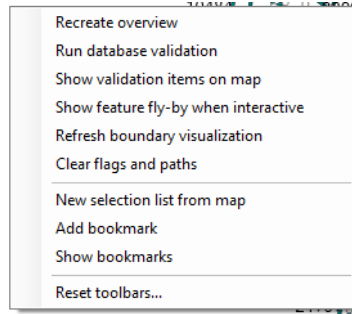 Recreate overview
Run database validation
Show validation items on map
Show feature fly-by when interactive
Refresh boundary visualization
Clear flags and paths
New selection list from map
Add bookmark
Show bookmarks
Reset toolbars...